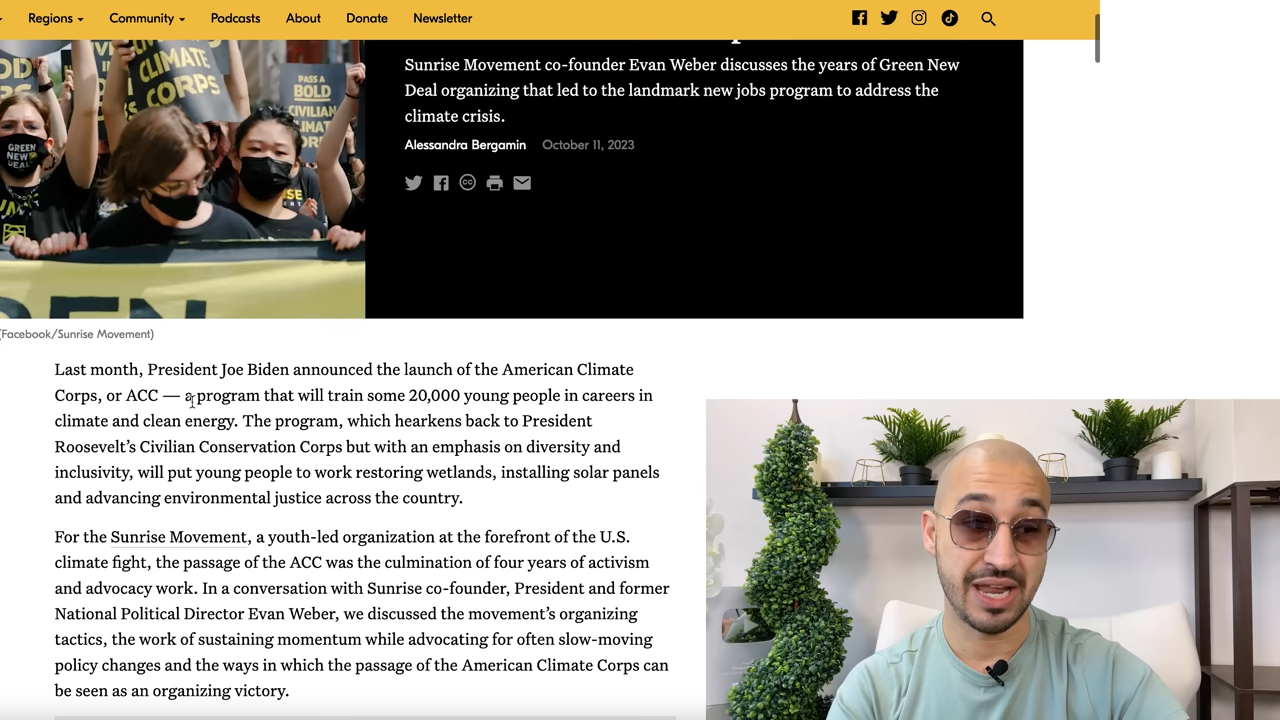 Regions Community Podcasts About Donate Newsletter
CLIMATE
CORPS
PASS A
BOLD
CIVILIAN
GREEN
NEW
DEAL
Sunrise Movement co-founder Evan Weber discusses the years of Green New
Deal organizing that led to the landmark new jobs program to address the
climate crisis.
Alessandra Bergamin October 11, 2023
(Facebook/Sunrise Movement)
Last month, President Joe Biden announced the launch of the American Climate
Corps, or ACC — a program that will train some 20,000 young people in careers in
climate and clean energy. The program, which hearkens back to President
Roosevelt’s Civilian Conservation Corps but with an emphasis on diversity and
inclusivity, will put young people to work restoring wetlands, installing solar panels
and advancing environmental justice across the country.
For the Sunrise Movement, a youth-led organization at the forefront of the U.S.
climate fight, the passage of the ACC was the culmination of four years of activism
and advocacy work. In a conversation with Sunrise co-founder, President and former
National Political Director Evan Weber, we discussed the movement’s organizing
tactics, the work of sustaining momentum while advocating for often slow-moving
policy changes and the ways in which the passage of the American Climate Corps can
be seen as an organizing victory.